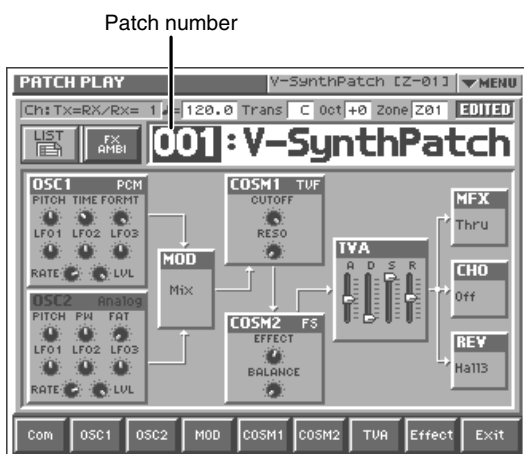 Patch number
PATCH PLAY V-SynthPatch [Z-01] MENU
Ch:Tx=RX/Rx= 1 ♩=120.0 Trans C Oct +0 Zone Z01 EDITED
LIST FX AMBI 001:V-SynthPatch
OSC1 PCM
PITCH TIME FORMT
LFO1 LFO2 LFO3
RATE LVL
OSC2 Analog
PITCH PW FAT
LFO1 LFO2 LFO3
RATE LVL
MOD
Mix
COSM1 TVF
CUTOFF
RESO
COSM2 FS
EFFECT
BALANCE
TVA
A D S R
MFX
Thru
CHO
Off
REV
Hall3
Com OSC1 OSC2 MOD COSM1 COSM2 TVA Effect Exit